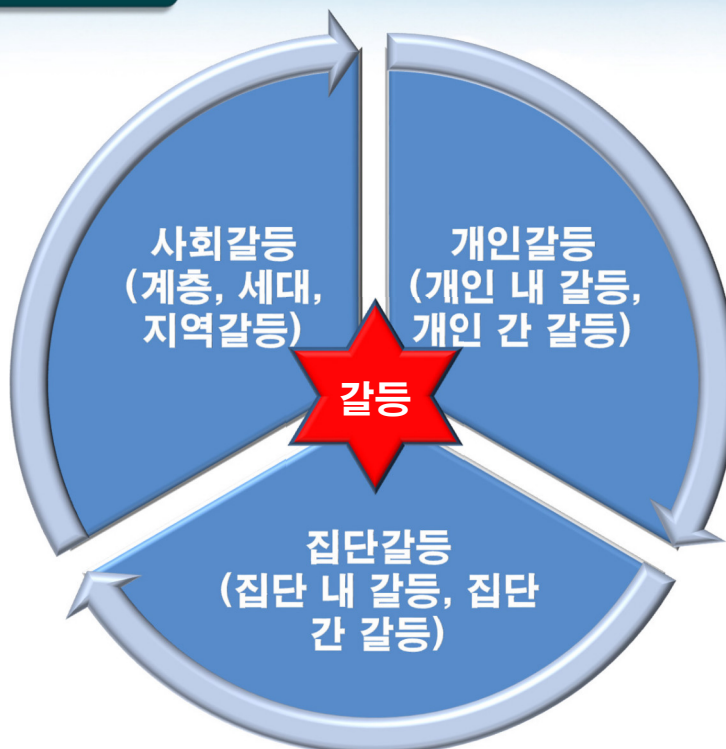 사회갈등
(계층, 세대,
지역갈등)
개인갈등
(개인 내 갈등,
개인 간 갈등)
갈등
집단갈등
(집단 내 갈등, 집단
간 갈등)